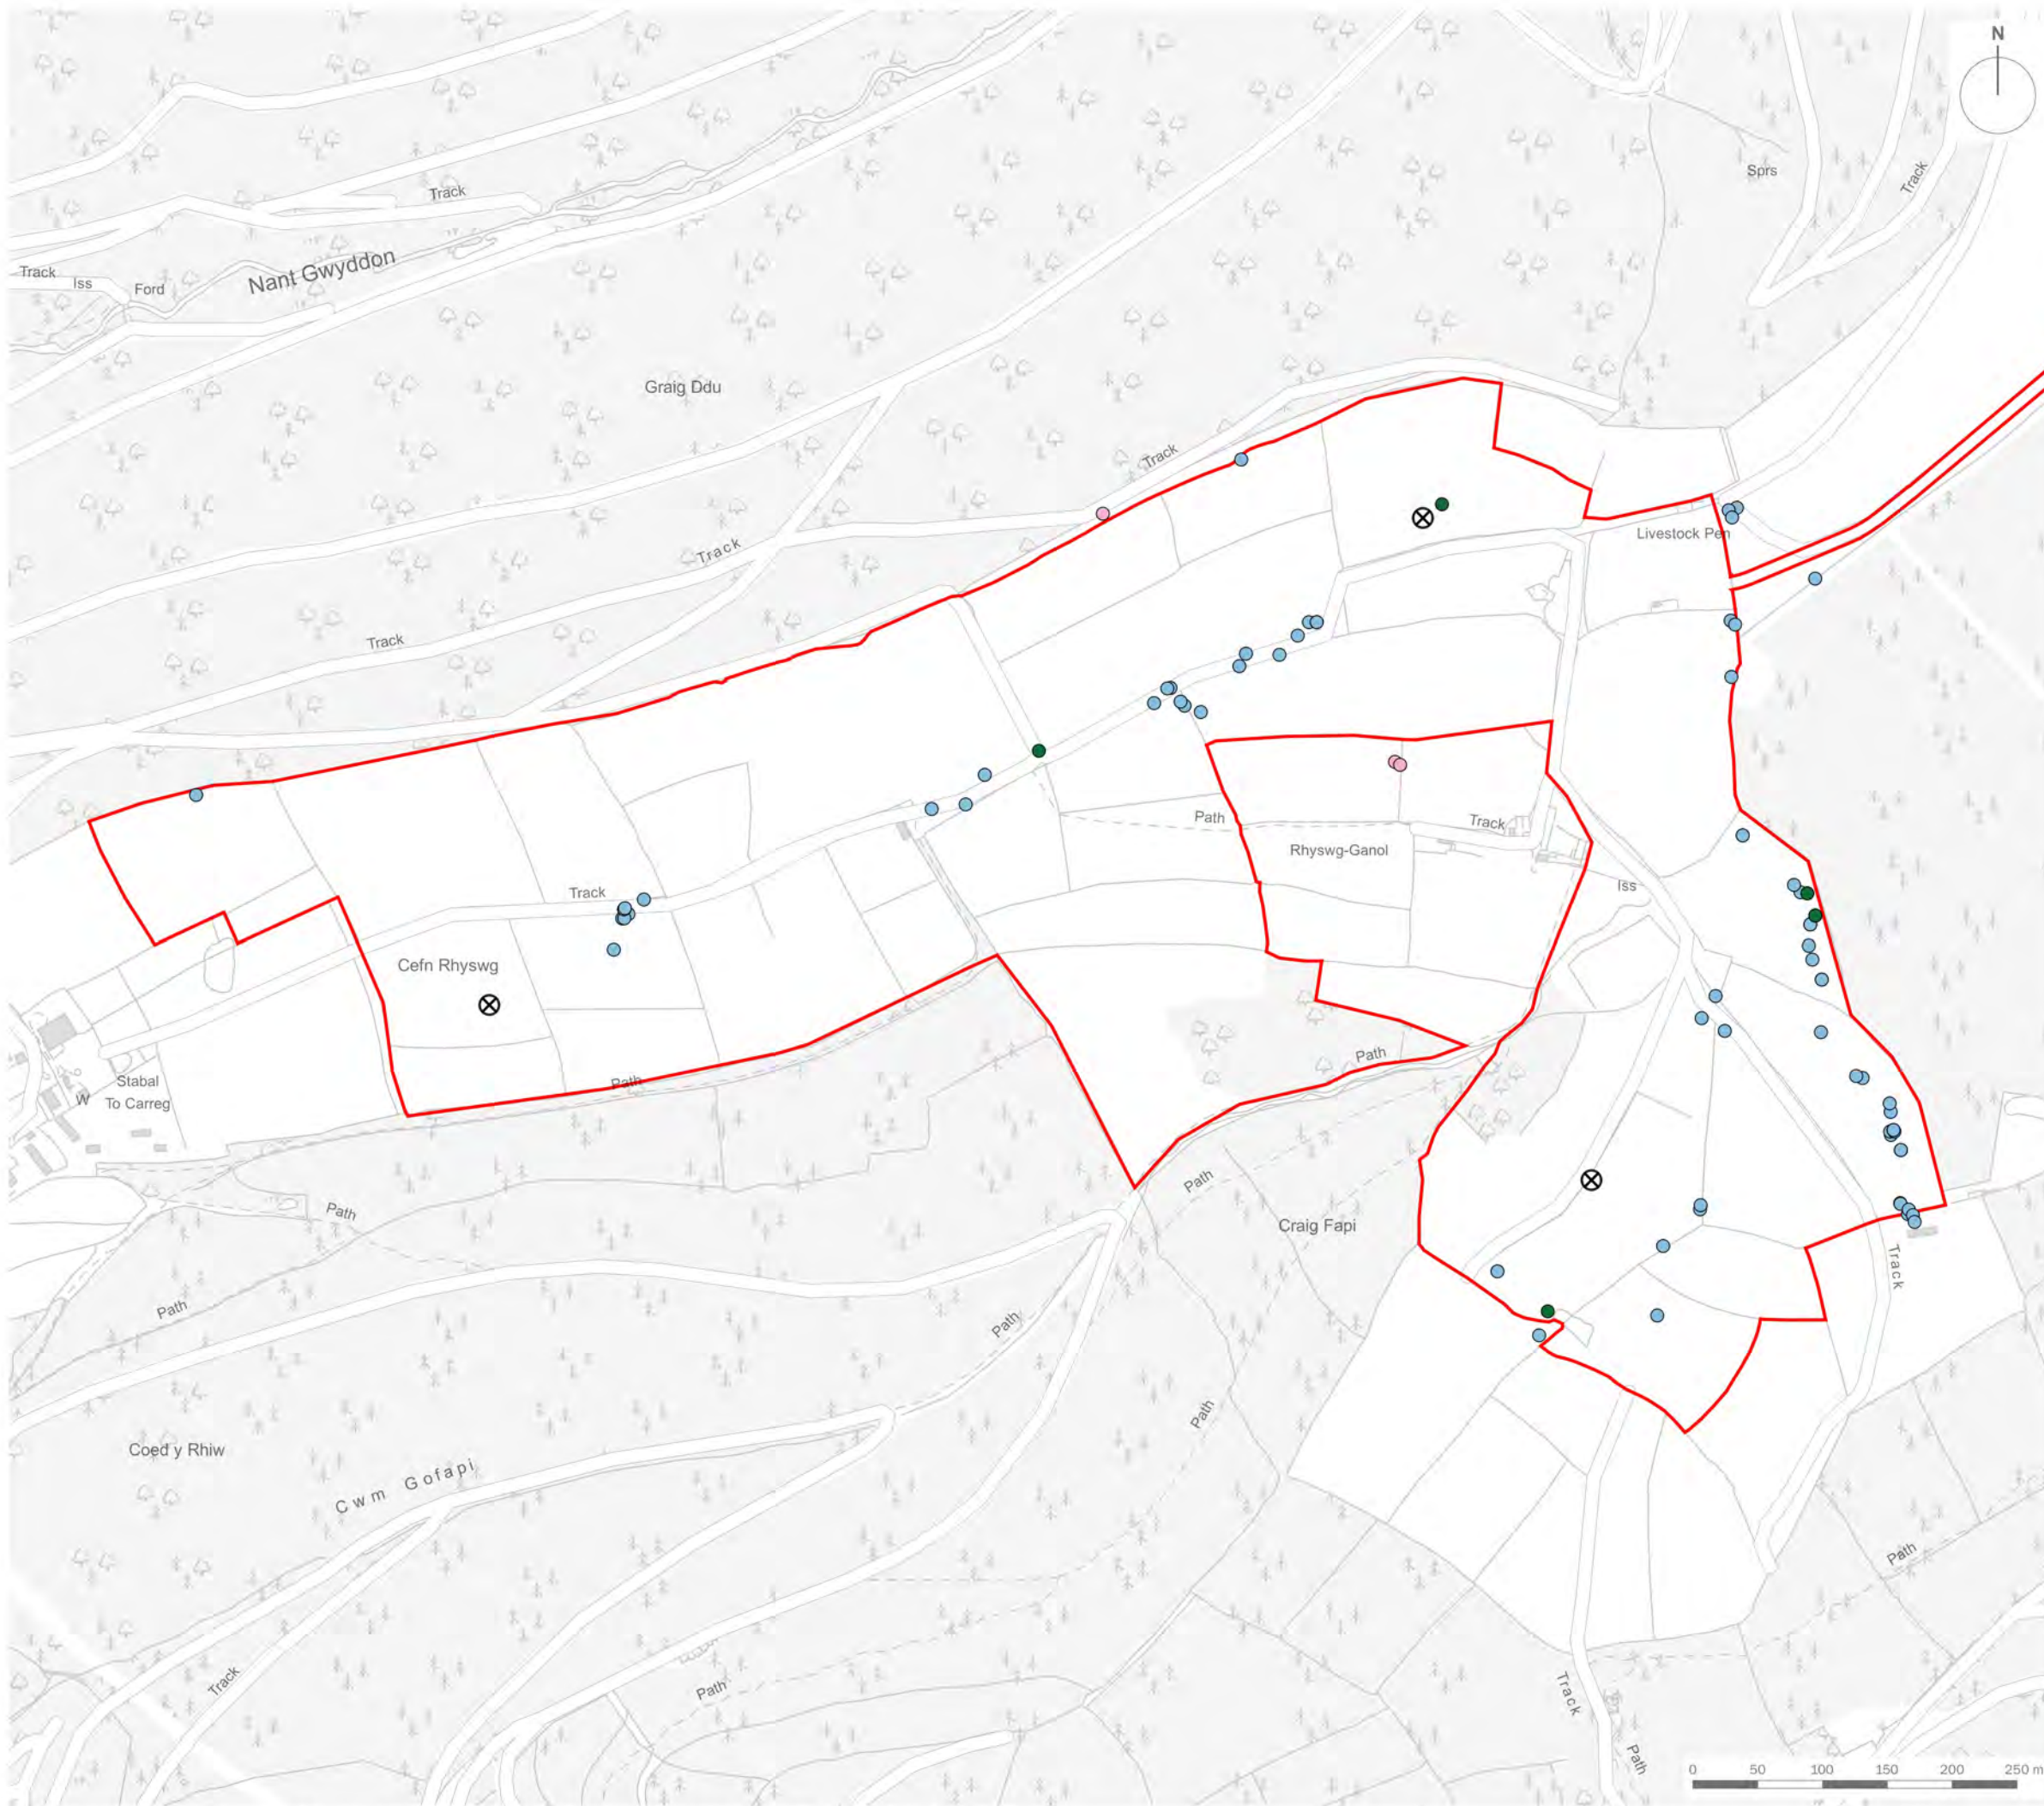 N
Sprs
Track
Track
Nant Gwyddon
Track
Iss
Ford
Graig Ddu
Track
Track
Livestock Pen
Track
Path
Track
Rhyswg-Ganol
Iss
Track
Cefn Rhyswg
Path
Path
Stabal
To Carreg
W
Path
Path
Craig Fapi
Track
Path
Path
Path
Coed y Rhiw
Cwm Gofapi
Path
Track
Path
Track
Path
0 50 100 150 200 250 m